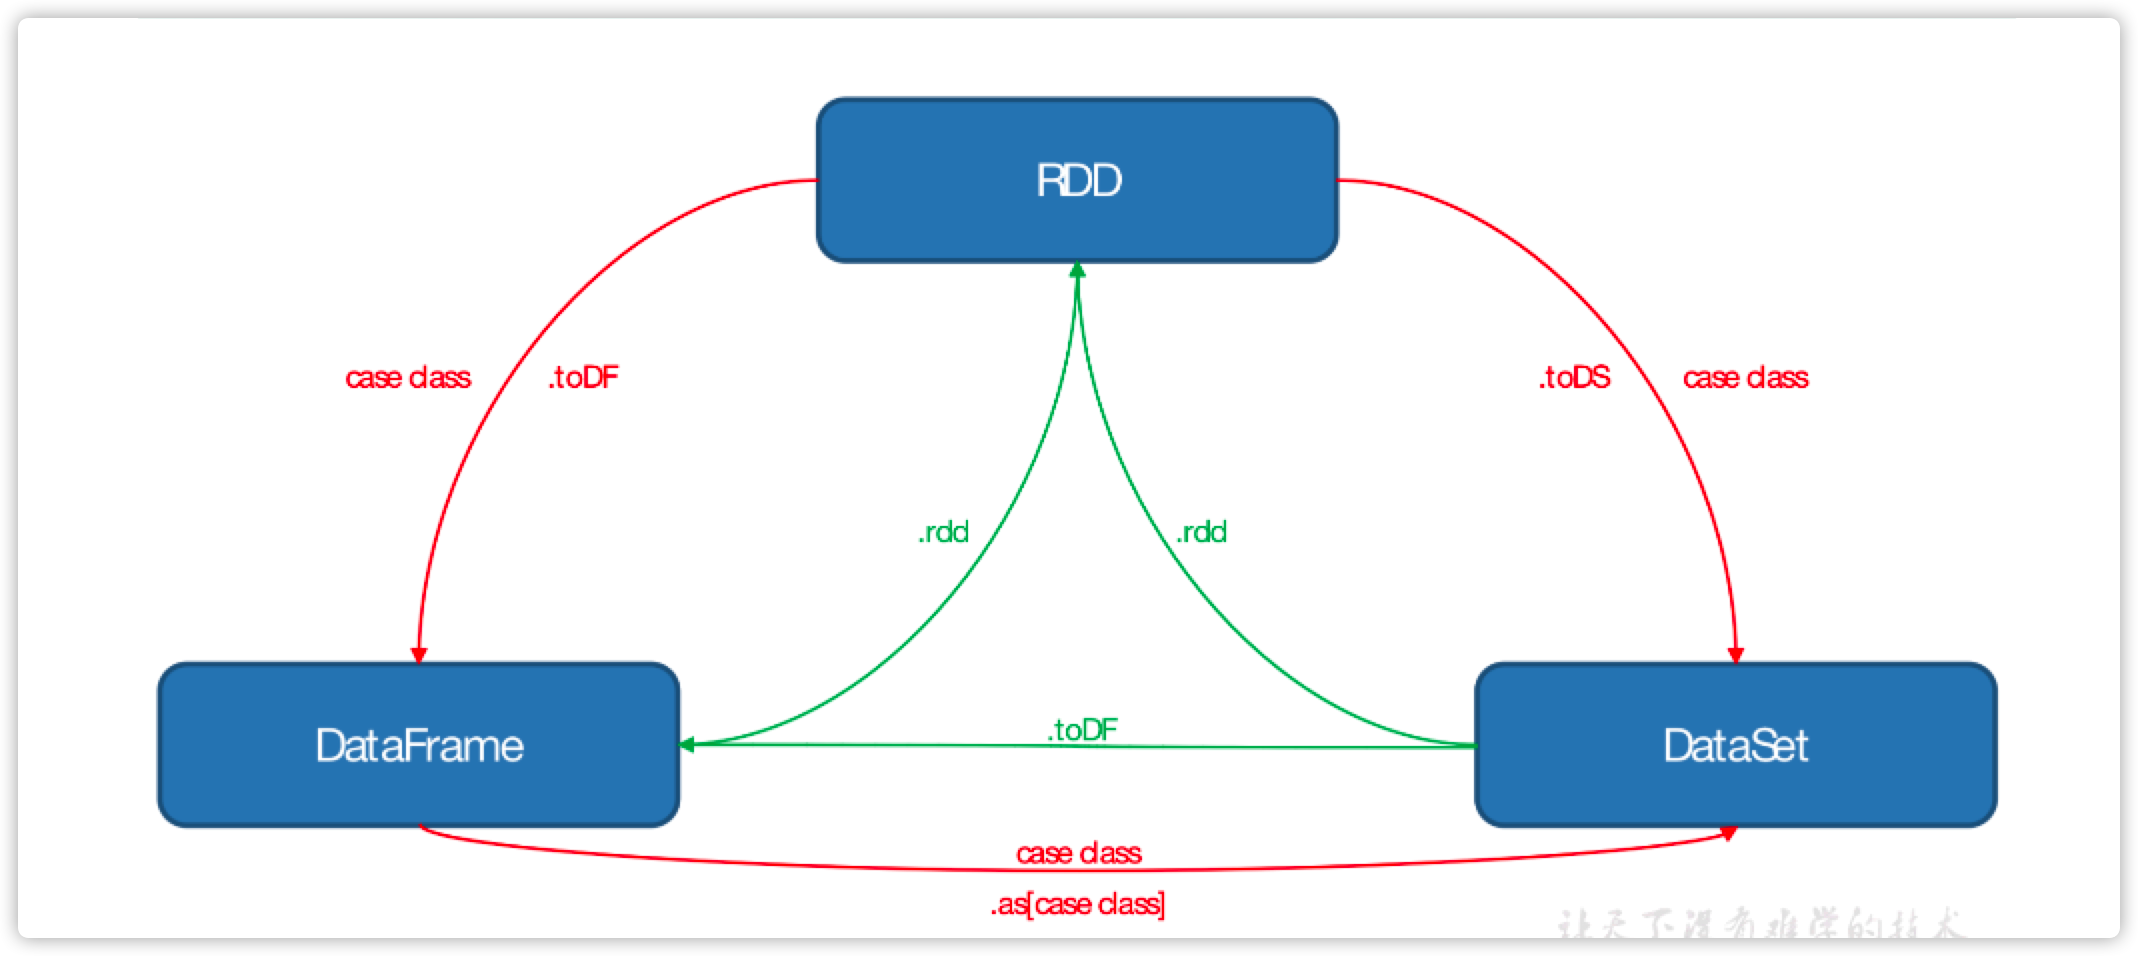 RDD
case class
.toDF
.toDS
case class
.rdd
.rdd
DataFrame
.toDF
DataSet
case class
.as[case class]
让天下没有难学的技术